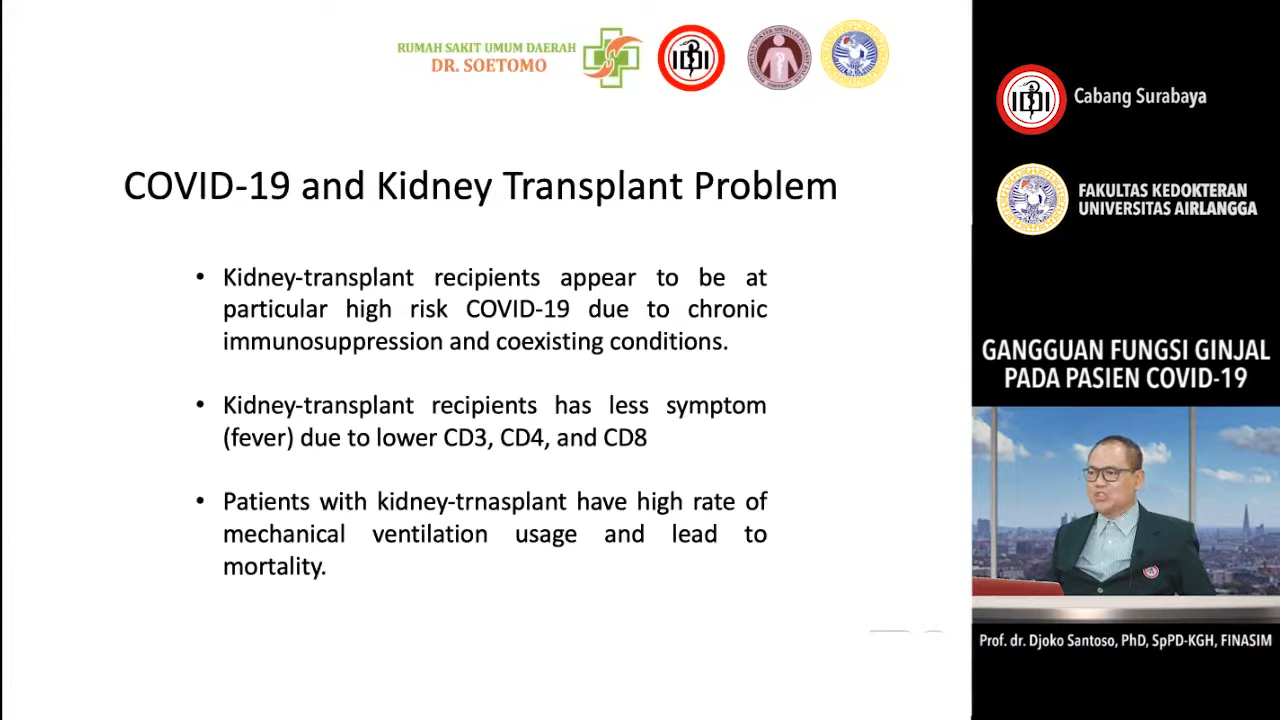 RUMAH SAKIT UMUM DAERAH
DR. SOETOMO
IDI
COVID-19 and Kidney Transplant Problem
• Kidney-transplant recipients appear to be at
particular high risk COVID-19 due to chronic
immunosuppression and coexisting conditions.
• Kidney-transplant recipients has less symptom
(fever) due to lower CD3, CD4, and CD8
• Patients with kidney-trnasplant have high rate of
mechanical ventilation usage and lead to
mortality.
IDI
Cabang Surabaya
FAKULTAS KEDOKTERAN
UNIVERSITAS AIRLANGGA
GANGGUAN FUNGSI GINJAL
PADA PASIEN COVID-19
Prof. dr. Djoko Santoso, PhD, SpPD-KGH, FINASIM